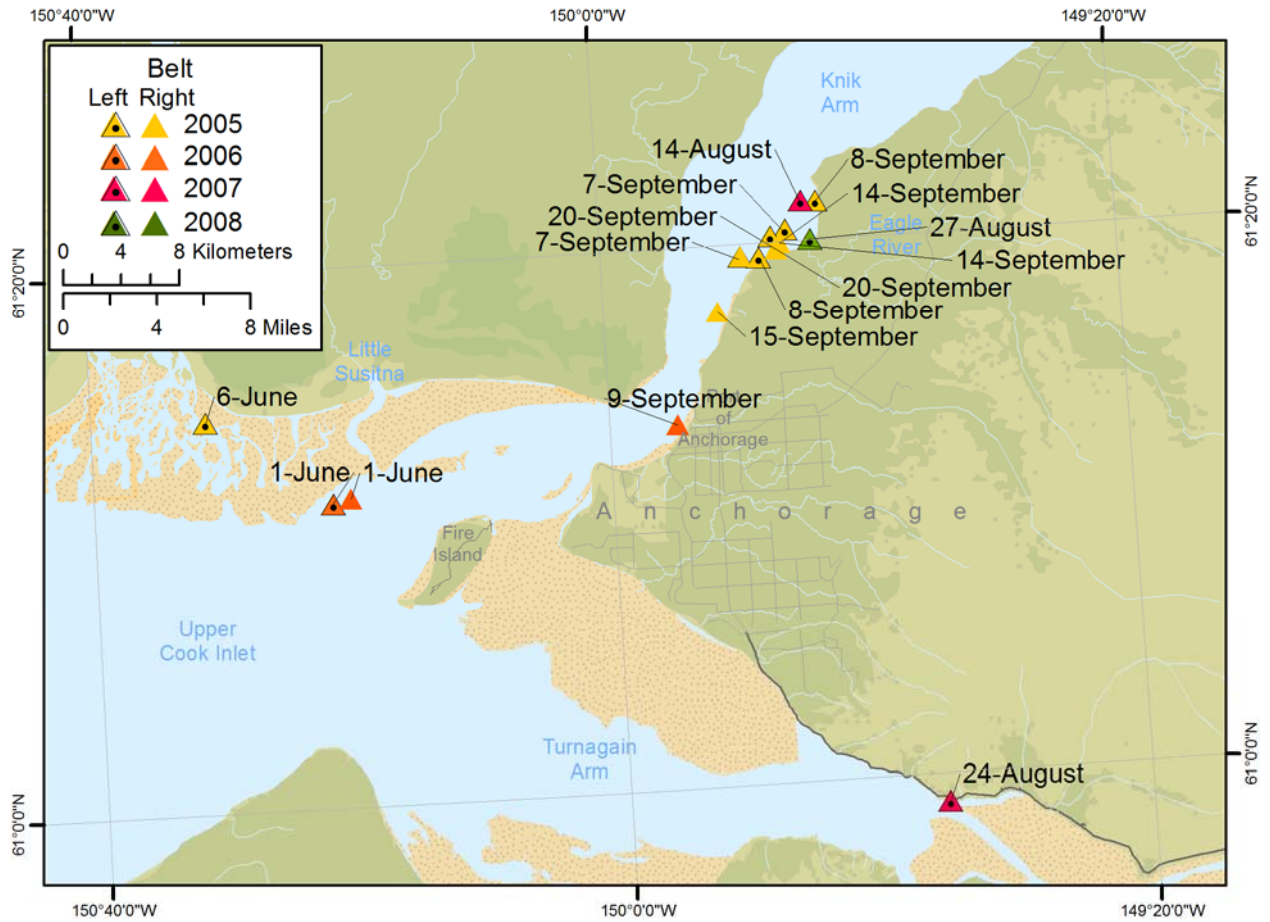 150°40'0"W
150°0'0"W
149°20'0"W
Belt
Left Right
2005
2006
2007
2008
0 4 8 Kilometers
0 4 8 Miles
Knik
Arm
14-August
8-September
7-September
14-September
20-September
Eagle
River
27-August
7-September
14-September
20-September
8-September
15-September
61°20'0"N
61°20'0"N
Little
Susitna
6-June
9-September
Port
of
Anchorage
1-June
1-June
Anchorage
Fire
Island
Upper
Cook Inlet
Turnagain
Arm
24-August
61°0'0"N
61°0'0"N
150°40'0"W
150°0'0"W
149°20'0"W